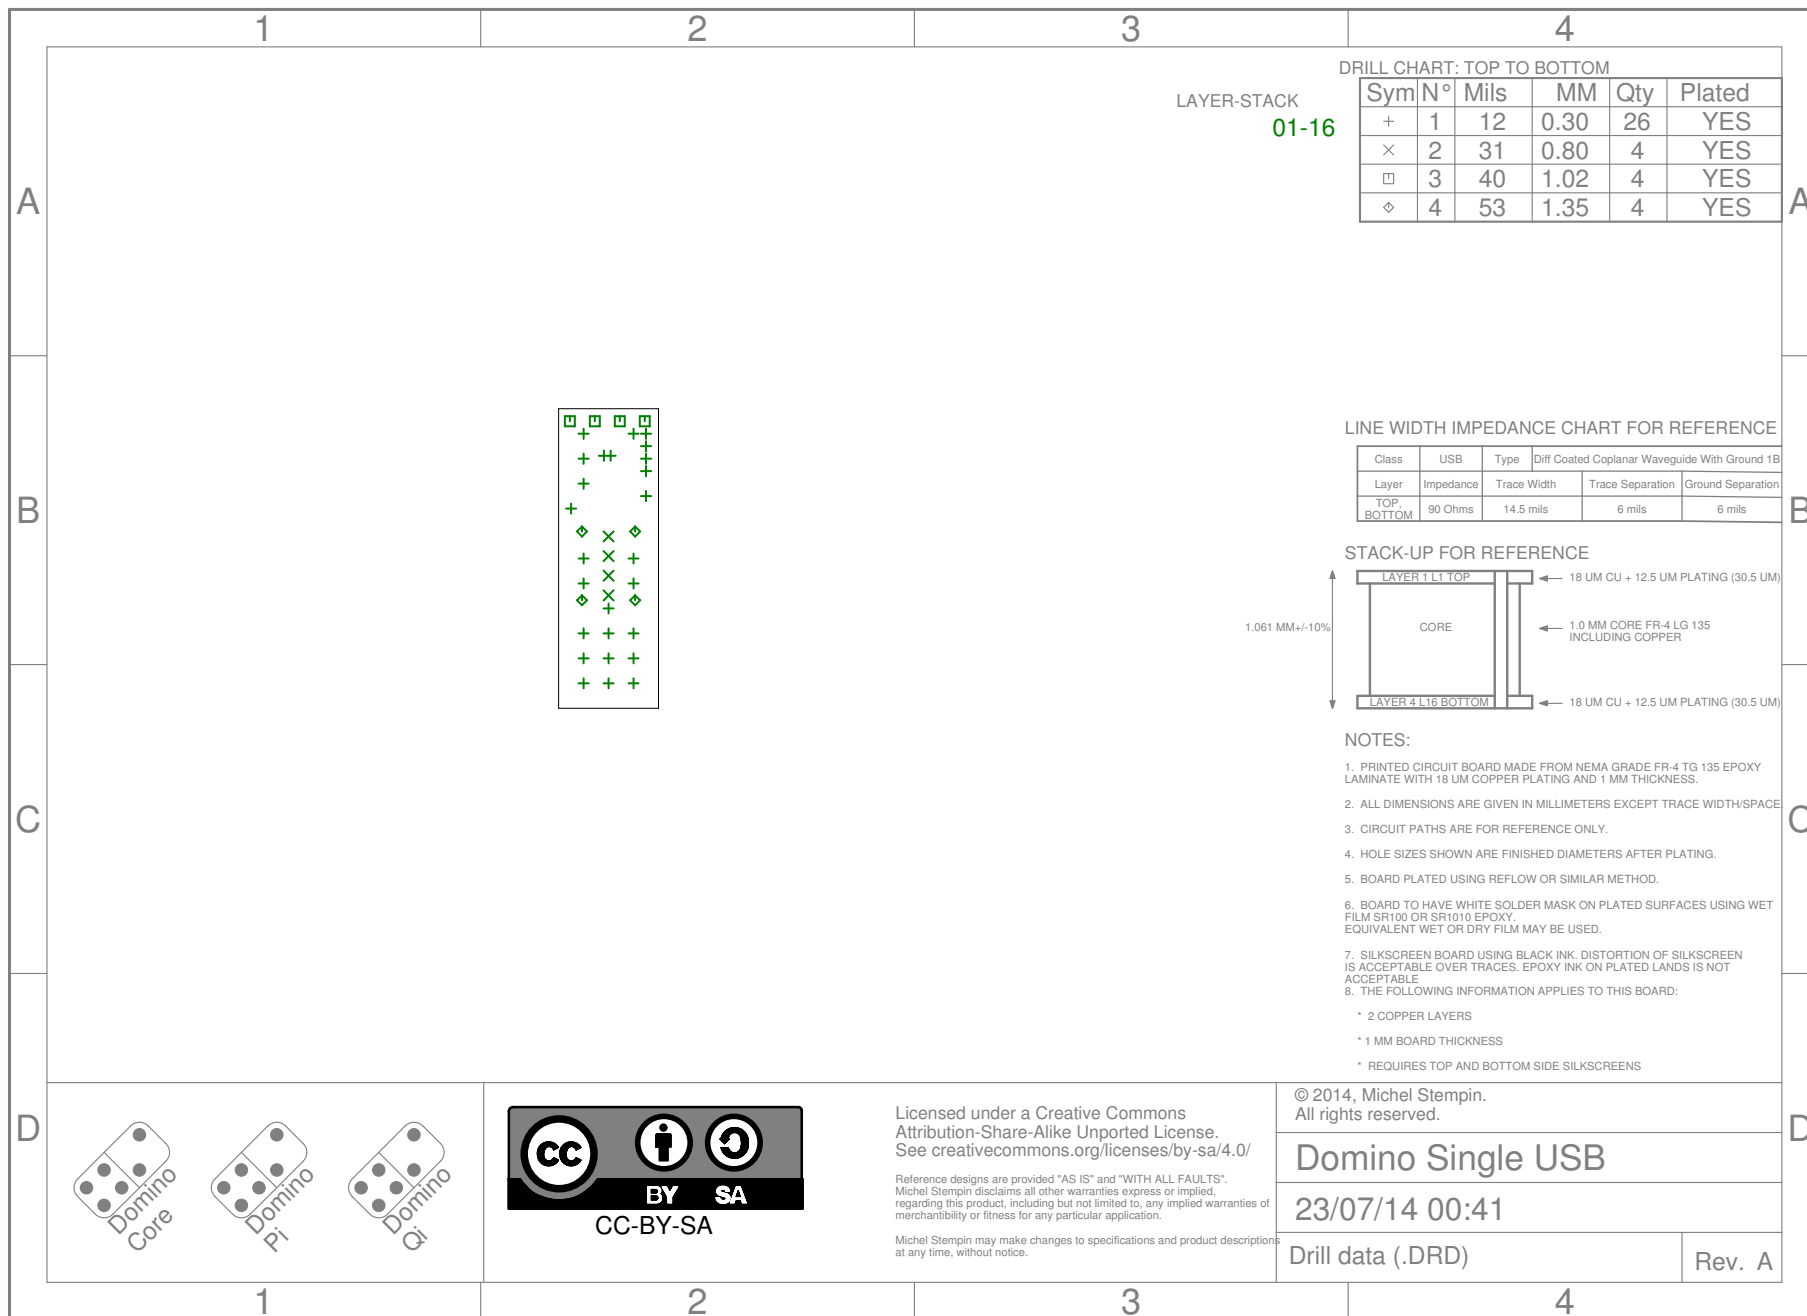 1 2 3 4
DRILL CHART: TOP TO BOTTOM
LAYER-STACK
01-16
Sym N° Mils MM Qty Plated
+ 1 12 0.30 26 YES
× 2 31 0.80 4 YES
3 40 1.02 4 YES
4 53 1.35 4 YES
A A
LINE WIDTH IMPEDANCE CHART FOR REFERENCE
Class USB Type Diff Coated Coplanar Waveguide With Ground 1B
Layer Impedance Trace Width Trace Separation Ground Separation
TOP, BOTTOM 90 Ohms 14.5 mils 6 mils 6 mils
B B
STACK-UP FOR REFERENCE
LAYER 1 L1 TOP
18 UM CU + 12.5 UM PLATING (30.5 UM)
1.061 MM+/-10%
CORE
1.0 MM CORE FR-4 LG 135
INCLUDING COPPER
LAYER 4 L16 BOTTOM
18 UM CU + 12.5 UM PLATING (30.5 UM)
NOTES:
1. PRINTED CIRCUIT BOARD MADE FROM NEMA GRADE FR-4 TG 135 EPOXY
LAMINATE WITH 18 UM COPPER PLATING AND 1 MM THICKNESS.
2. ALL DIMENSIONS ARE GIVEN IN MILLIMETERS EXCEPT TRACE WIDTH/SPACE
C C
3. CIRCUIT PATHS ARE FOR REFERENCE ONLY.
4. HOLE SIZES SHOWN ARE FINISHED DIAMETERS AFTER PLATING.
5. BOARD PLATED USING REFLOW OR SIMILAR METHOD.
6. BOARD TO HAVE WHITE SOLDER MASK ON PLATED SURFACES USING WET
FILM SR100 OR SR1010 EPOXY.
EQUIVALENT WET OR DRY FILM MAY BE USED.
7. SILKSCREEN BOARD USING BLACK INK. DISTORTION OF SILKSCREEN
IS ACCEPTABLE OVER TRACES. EPOXY INK ON PLATED LANDS IS NOT
ACCEPTABLE
8. THE FOLLOWING INFORMATION APPLIES TO THIS BOARD:
* 2 COPPER LAYERS
* 1 MM BOARD THICKNESS
* REQUIRES TOP AND BOTTOM SIDE SILKSCREENS
D D
Domino
Core
Domino
Pi
Domino
Qi
cc
BY SA
CC-BY-SA
Licensed under a Creative Commons
Attribution-Share-Alike Unported License.
See creativecommons.org/licenses/by-sa/4.0/
Reference designs are provided "AS IS" and "WITH ALL FAULTS".
Michel Stempin disclaims all other warranties express or implied,
regarding this product, including but not limited to, any implied warranties of
merchantibility or fitness for any particular application.
Michel Stempin may make changes to specifications and product descriptions
at any time, without notice.
© 2014, Michel Stempin.
All rights reserved.
Domino Single USB
23/07/14 00:41
Drill data (.DRD)
Rev. A
1 2 3 4